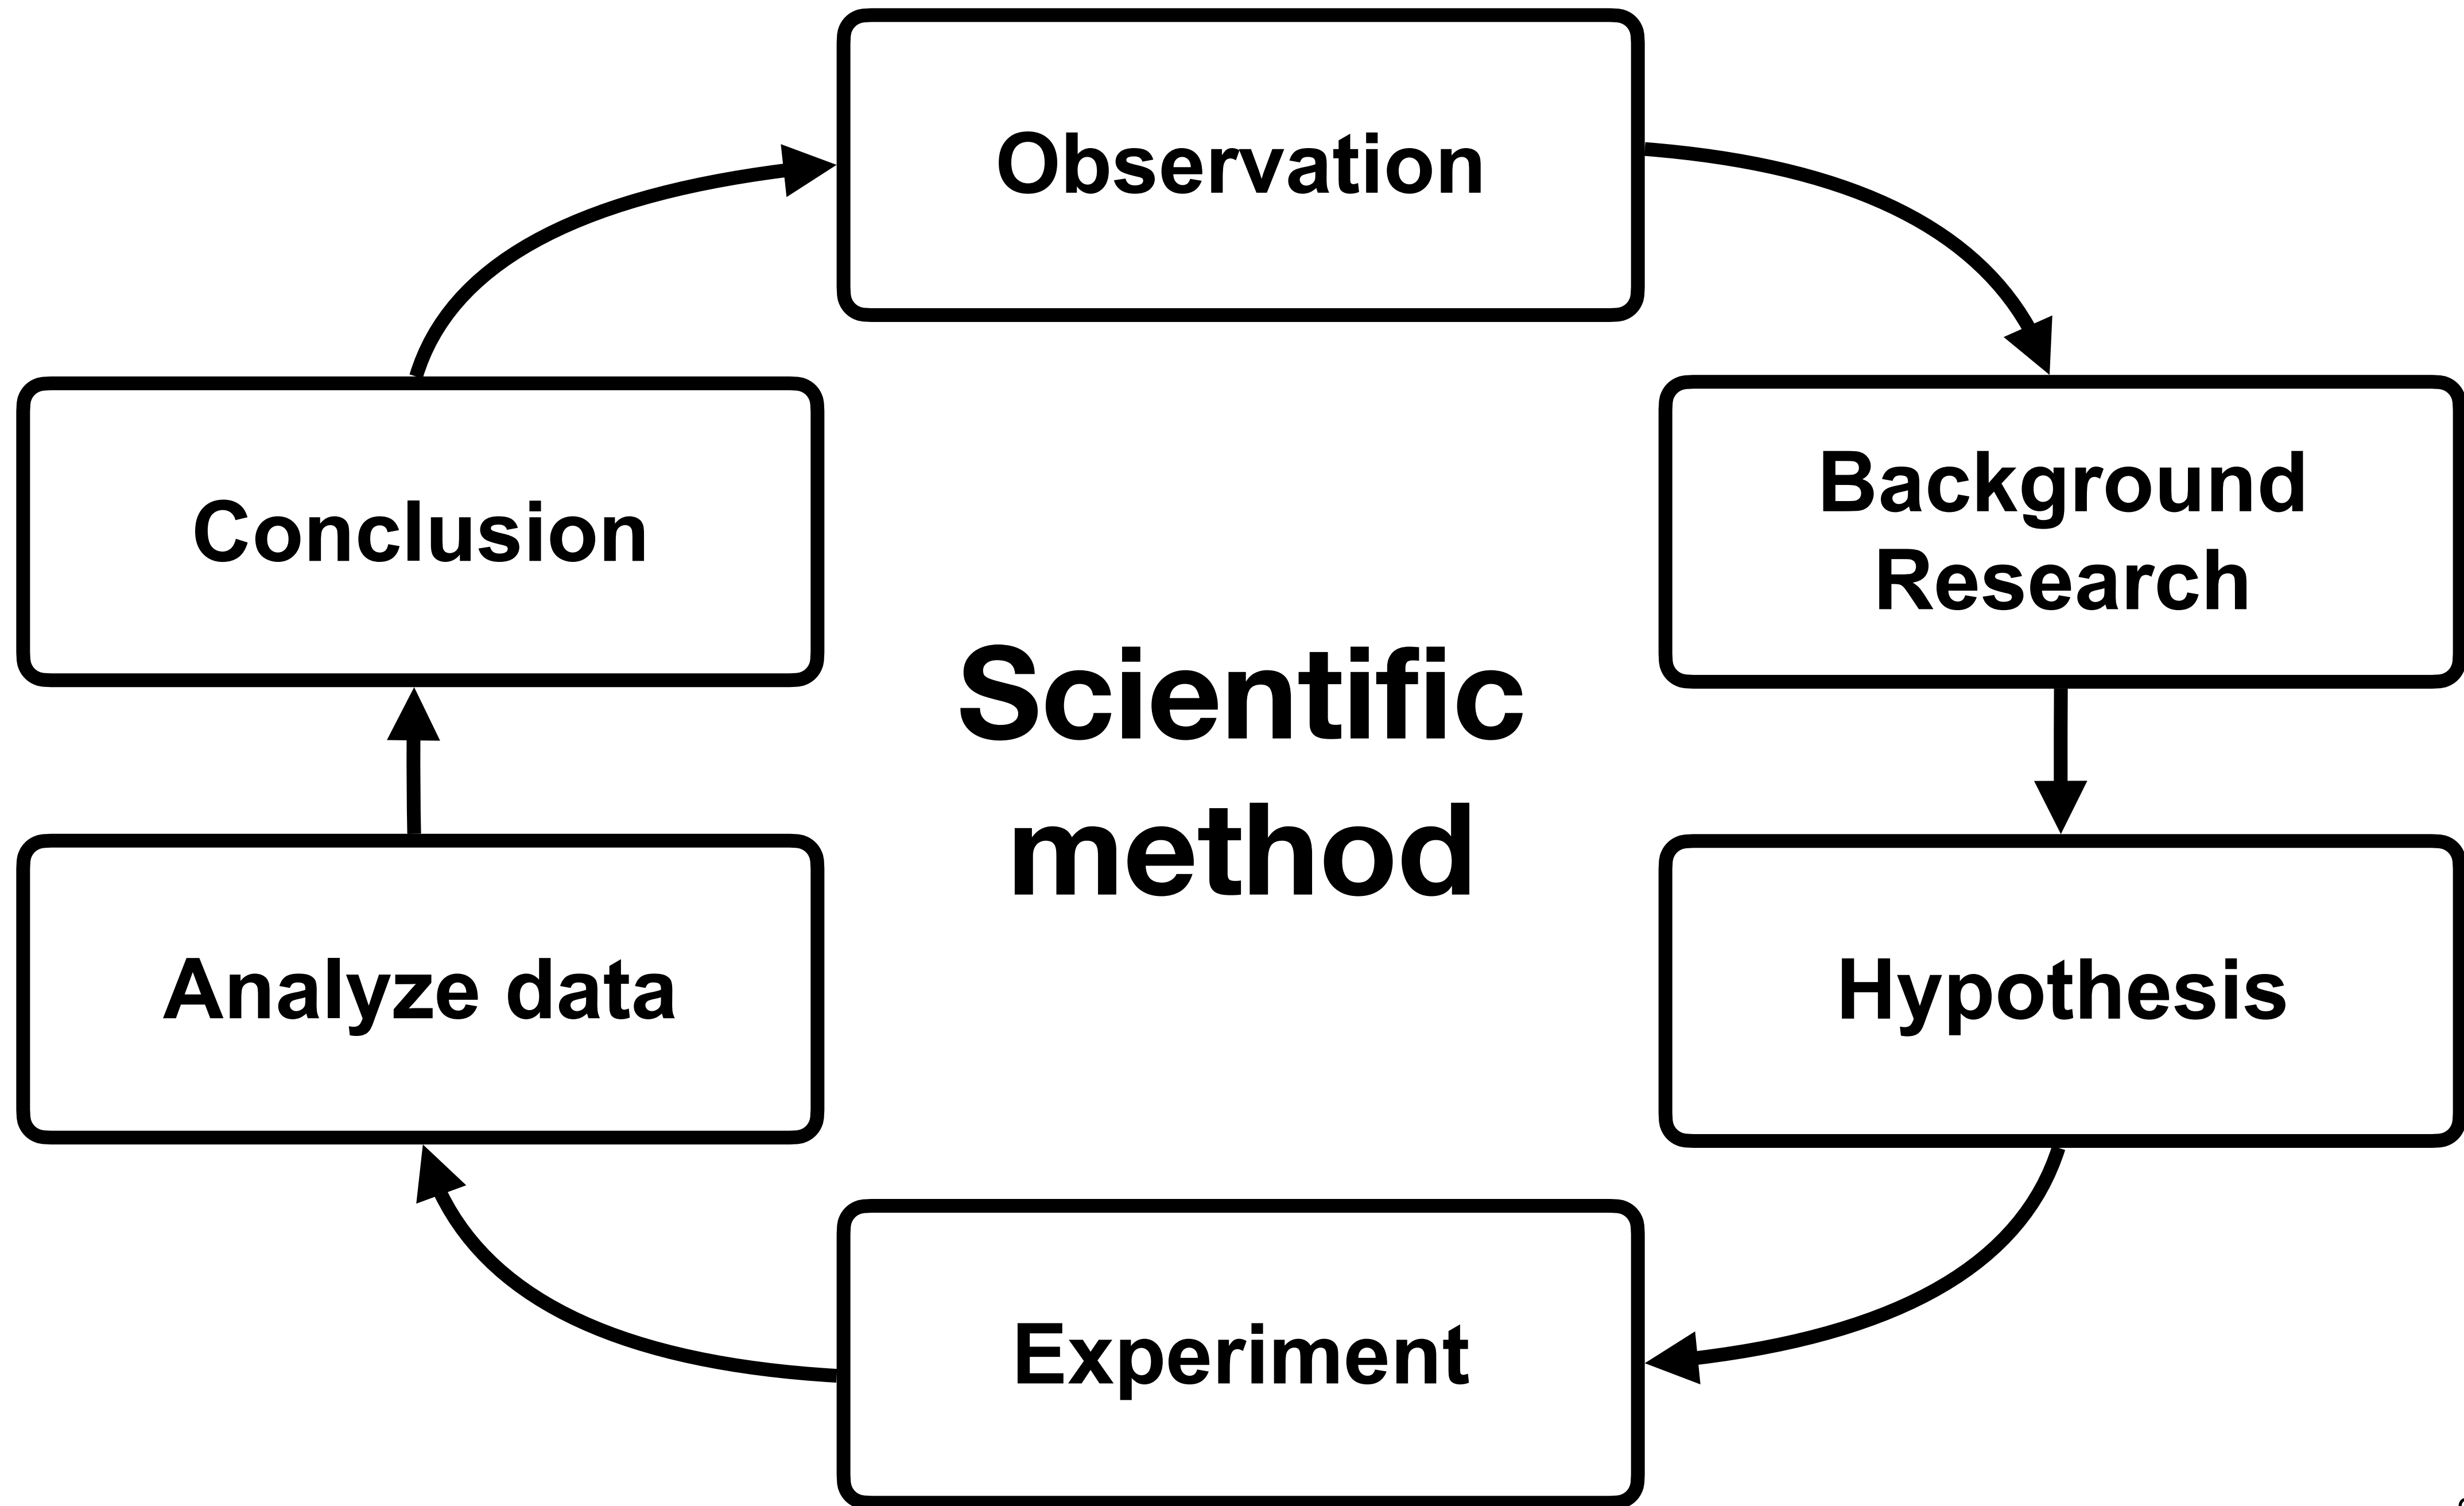 Observation
Background
Research
Conclusion
Scientific
method
Hypothesis
Analyze data
Experiment